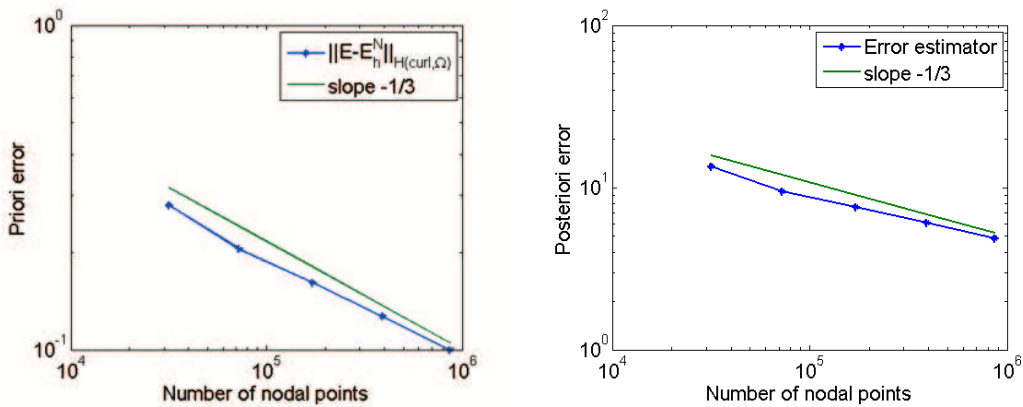 10^0
||E-E_h^N||_{H(curl,Ω)}
slope -1/3
Priori error
10^{-1}
10^4
10^5
10^6
Number of nodal points
10^2
Error estimator
slope -1/3
Posteriori error
10^1
10^0
10^4
10^5
10^6
Number of nodal points